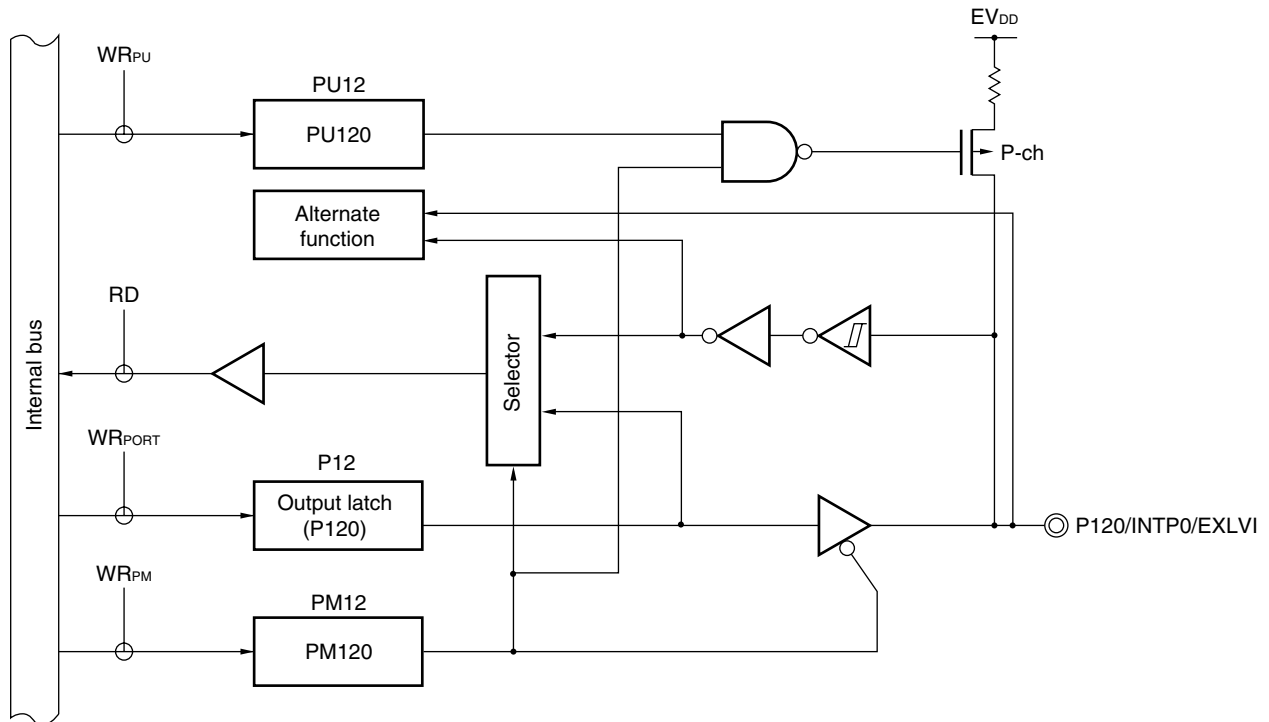 EVDD
WRPU
PU12
PU120
P-ch
Alternate
function
RD
Selector
Internal bus
WRPORT
P12
Output latch
(P120)
P120/INTP0/EXLVI
WRPM
PM12
PM120